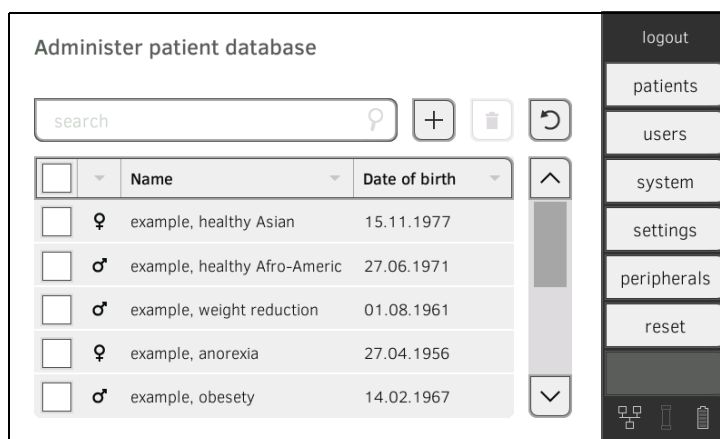 Administer patient database
search
Name Date of birth
example, healthy Asian 15.11.1977
example, healthy Afro-Americ 27.06.1971
example, weight reduction 01.08.1961
example, anorexia 27.04.1956
example, obesety 14.02.1967
logout
patients
users
system
settings
peripherals
reset